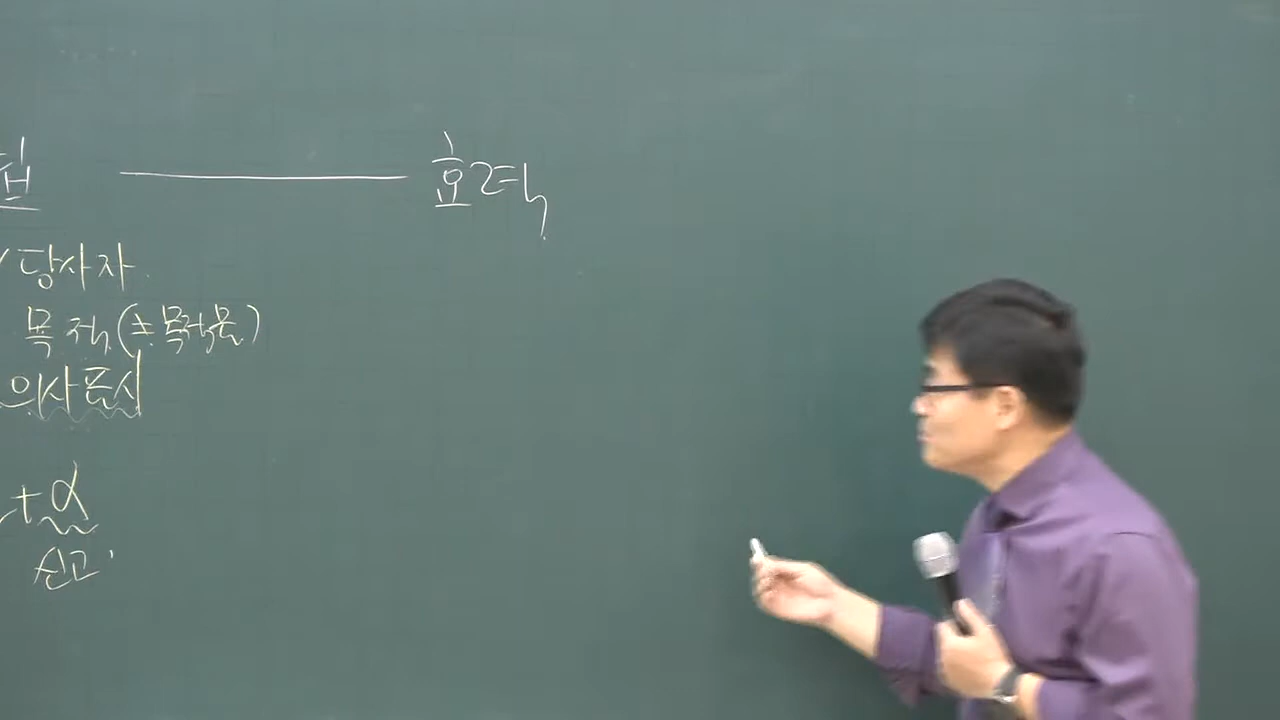 효력
당사자
목적(≠목적물)
의사표시
+α
신고